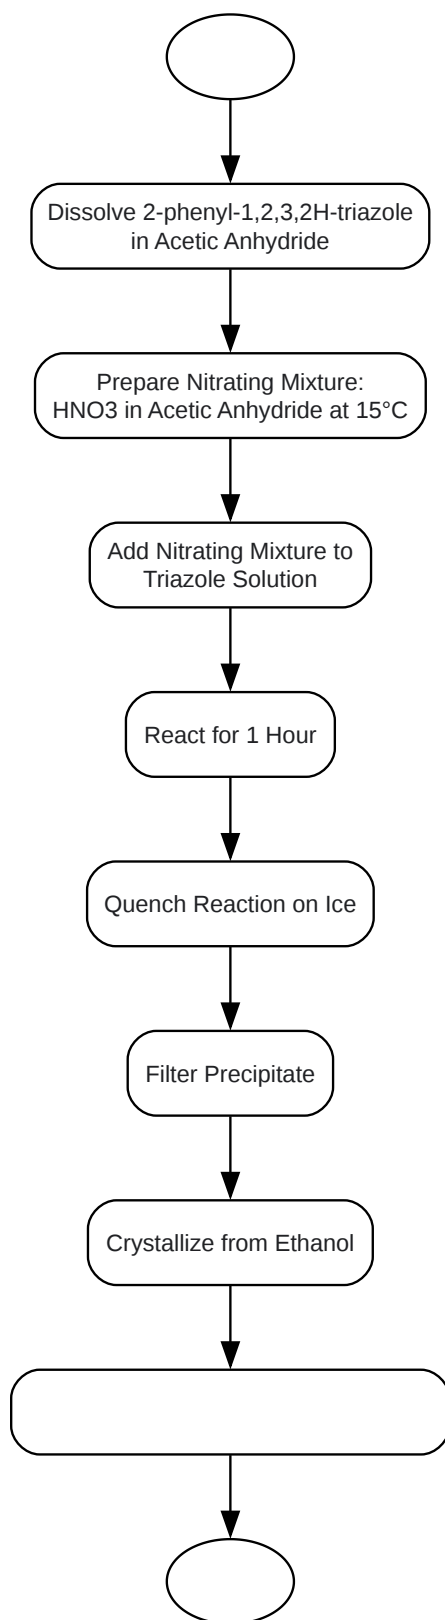 Dissolve 2-phenyl-1,2,3,2H-triazole
in Acetic Anhydride
Prepare Nitrating Mixture:
HNO3 in Acetic Anhydride at 15°C
Add Nitrating Mixture to
Triazole Solution
React for 1 Hour
Quench Reaction on Ice
Filter Precipitate
Crystallize from Ethanol